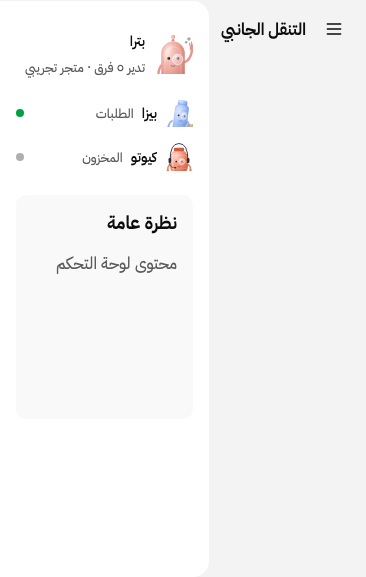 التنقل الجانبي
بترا
تدير ٥ فرق · متجر تجريبي
بيزا الطلبات
كيوتو المخزون
نظرة عامة
محتوى لوحة التحكم